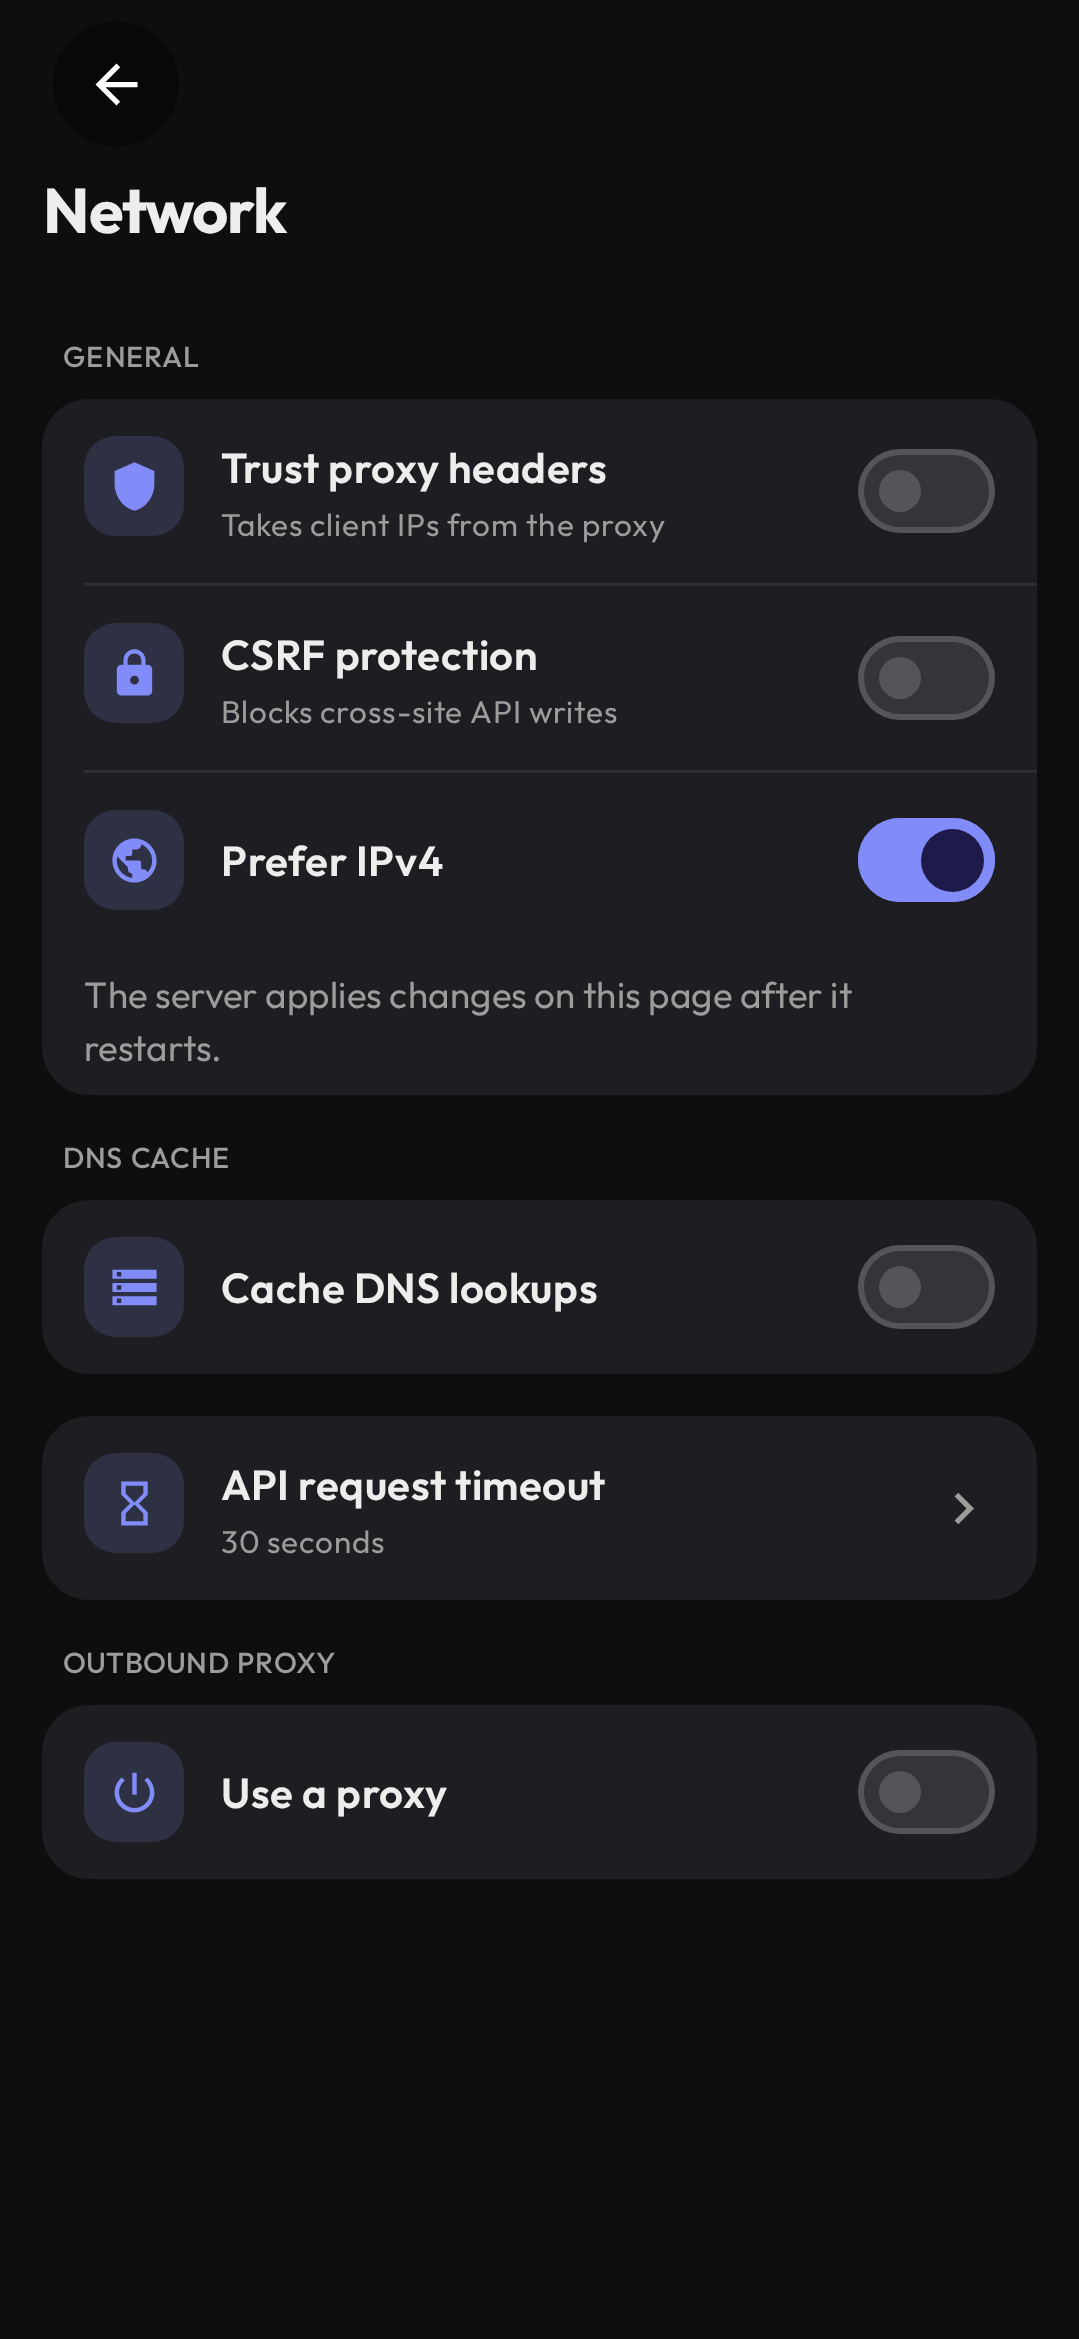 Network
GENERAL
Trust proxy headers
Takes client IPs from the proxy
CSRF protection
Blocks cross-site API writes
Prefer IPv4
The server applies changes on this page after it
restarts.
DNS CACHE
Cache DNS lookups
API request timeout
30 seconds
OUTBOUND PROXY
Use a proxy